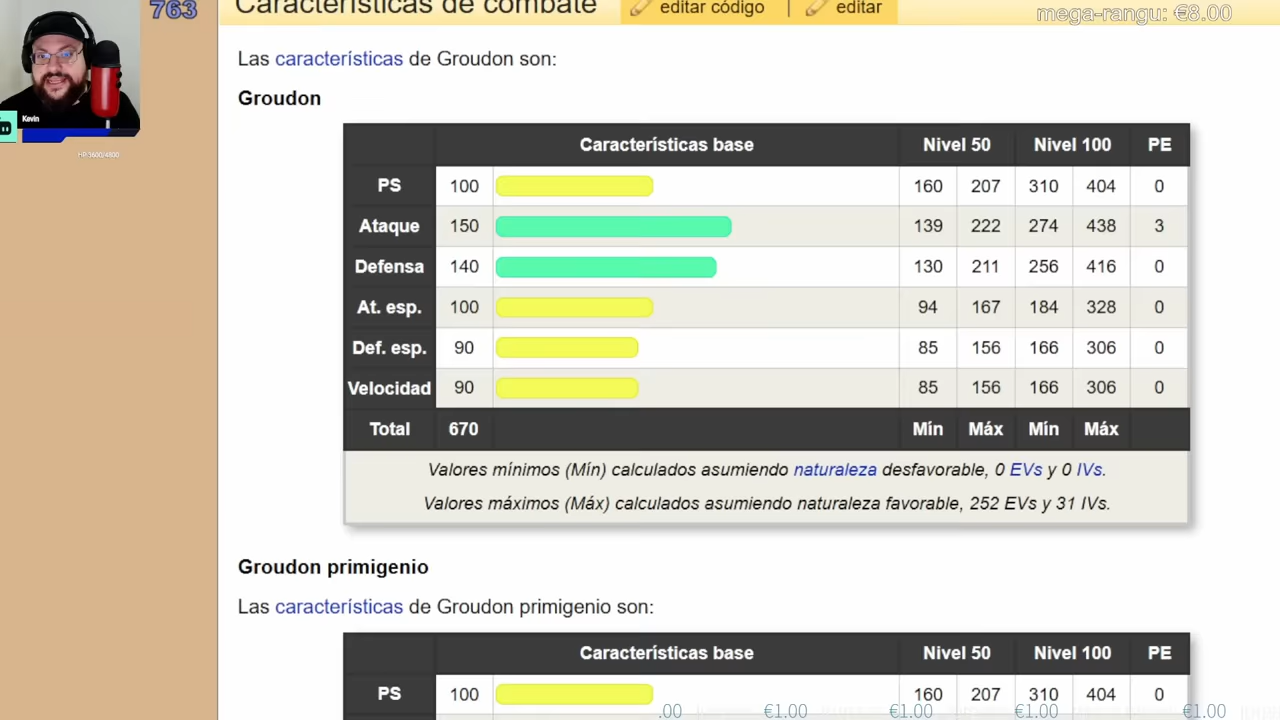 763
Características de combate
editar código | editar
mega-rangu: €8.00
Kevin
HP:3600/4800
Las características de Groudon son:
Groudon
Características base Nivel 50 Nivel 100 PE
PS 100 160 207 310 404 0
Ataque 150 139 222 274 438 3
Defensa 140 130 211 256 416 0
At. esp. 100 94 167 184 328 0
Def. esp. 90 85 156 166 306 0
Velocidad 90 85 156 166 306 0
Total 670 Mín Máx Mín Máx
Valores mínimos (Mín) calculados asumiendo naturaleza desfavorable, 0 EVs y 0 IVs.
Valores máximos (Máx) calculados asumiendo naturaleza favorable, 252 EVs y 31 IVs.
Groudon primigenio
Las características de Groudon primigenio son:
Características base Nivel 50 Nivel 100 PE
PS 100 160 207 310 404 0
.00 €1.00 €1.00 €1.00 €1.00